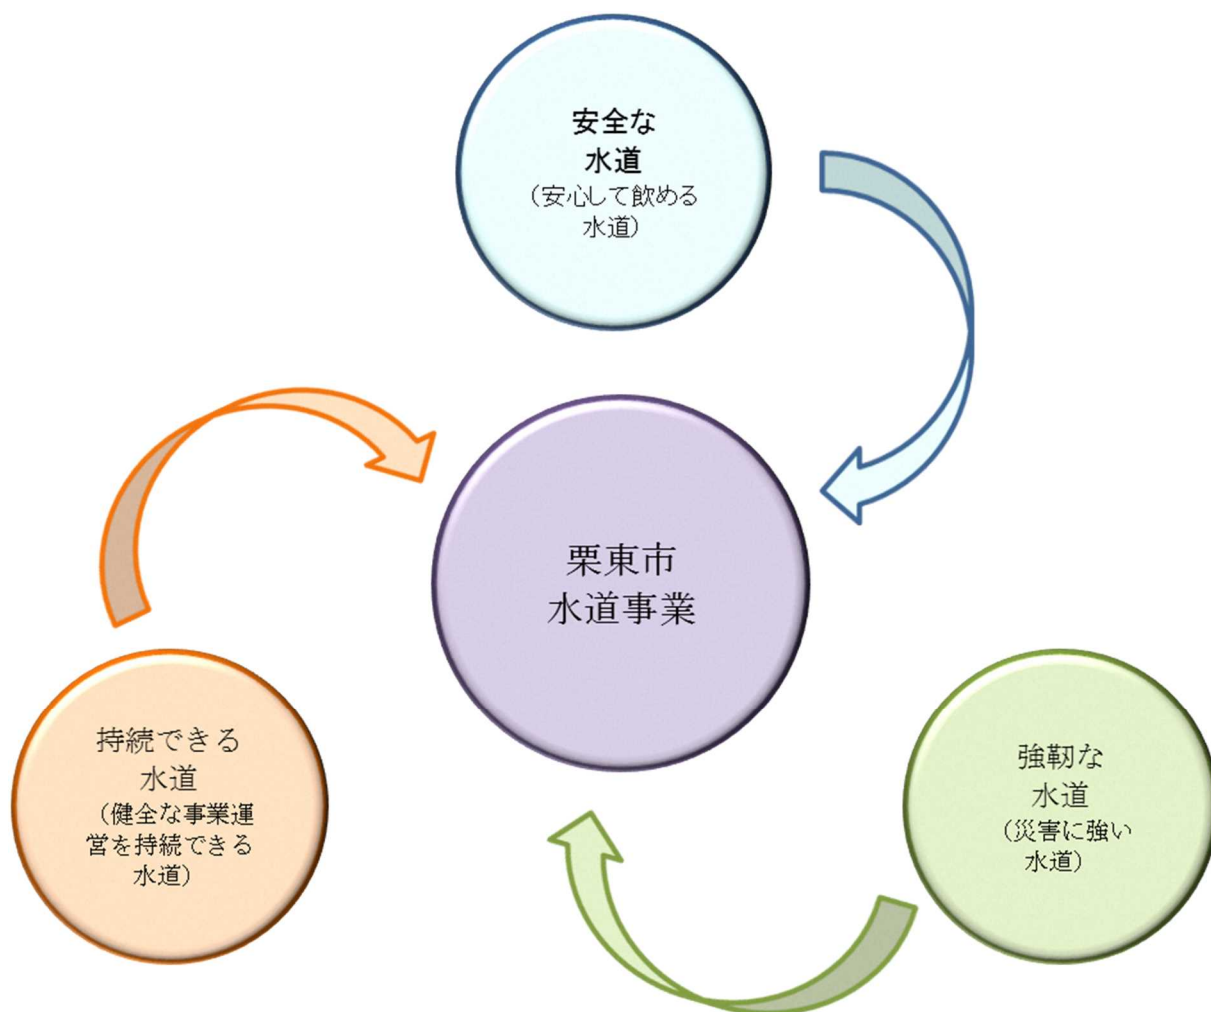 安全な
水道
（安心して飲める
水道）
栗東市
水道事業
持続できる
水道
（健全な事業運
営を持続できる
水道）
強靭な
水道
（災害に強い
水道）